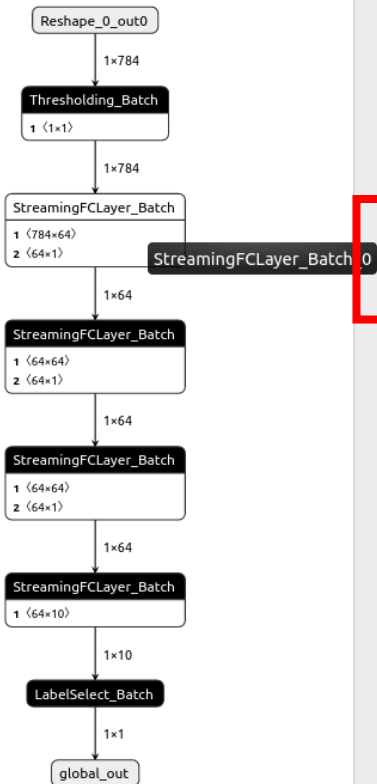 Reshape_0_out0
1×784
Thresholding_Batch
1 ⟨1×1⟩
1×784
StreamingFCLayer_Batch
1 ⟨784×64⟩
2 ⟨64×1⟩
StreamingFCLayer_Batch_0
1×64
StreamingFCLayer_Batch
1 ⟨64×64⟩
2 ⟨64×1⟩
1×64
StreamingFCLayer_Batch
1 ⟨64×64⟩
2 ⟨64×1⟩
1×64
StreamingFCLayer_Batch
1 ⟨64×10⟩
1×10
LabelSelect_Batch
1×1
global_out